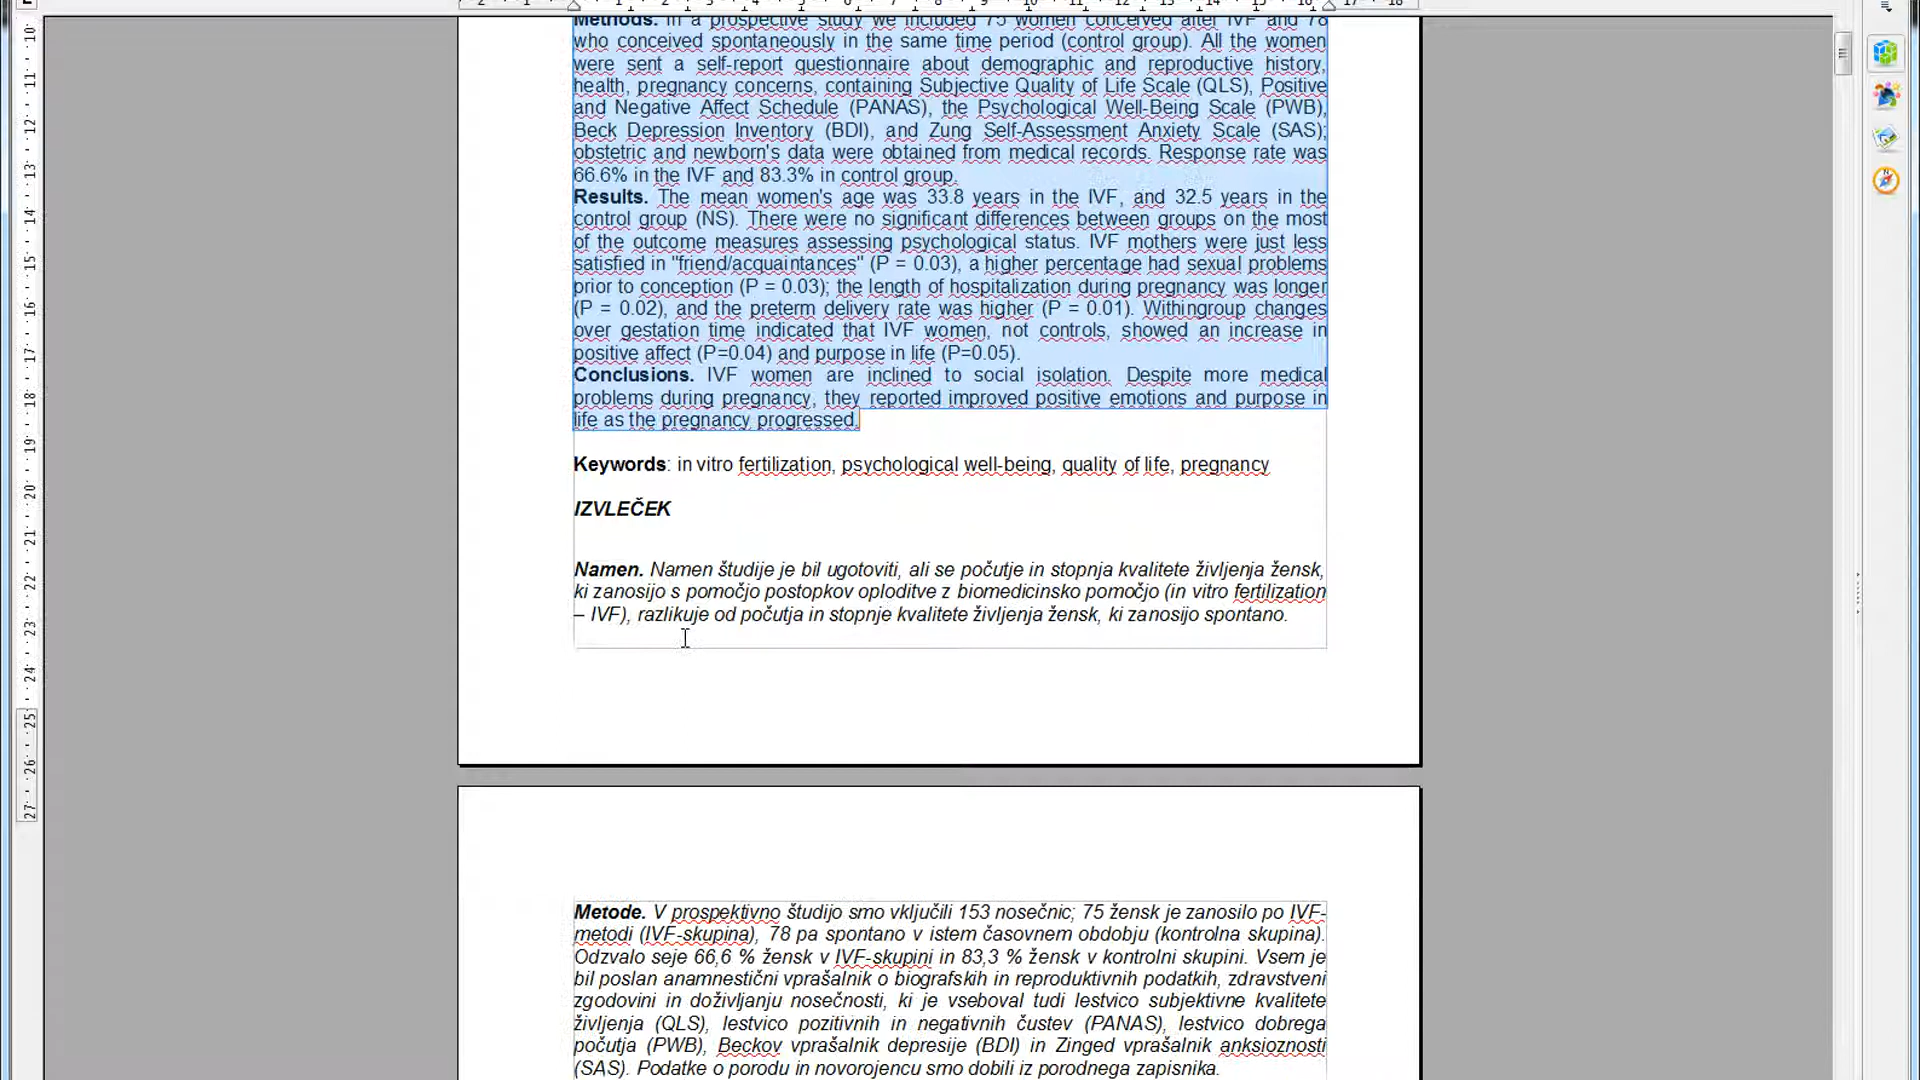 Methods. In a prospective study we included 75 women conceived after IVF and 78
who conceived spontaneously in the same time period (control group). All the women
were sent a self-report questionnaire about demographic and reproductive history,
health, pregnancy concerns, containing Subjective Quality of Life Scale (QLS), Positive
and Negative Affect Schedule (PANAS), the Psychological Well-Being Scale (PWB),
Beck Depression Inventory (BDI), and Zung Self-Assessment Anxiety Scale (SAS);
obstetric and newborn's data were obtained from medical records. Response rate was
66.6% in the IVF and 83.3% in control group.
Results. The mean women's age was 33.8 years in the IVF, and 32.5 years in the
control group (NS). There were no significant differences between groups on the most
of the outcome measures assessing psychological status. IVF mothers were just less
satisfied in "friend/acquaintances" (P = 0.03), a higher percentage had sexual problems
prior to conception (P = 0.03); the length of hospitalization during pregnancy was longer
(P = 0.02), and the preterm delivery rate was higher (P = 0.01). Withingroup changes
over gestation time indicated that IVF women, not controls, showed an increase in
positive affect (P=0.04) and purpose in life (P=0.05).
Conclusions. IVF women are inclined to social isolation. Despite more medical
problems during pregnancy, they reported improved positive emotions and purpose in
life as the pregnancy progressed.
Keywords: in vitro fertilization, psychological well-being, quality of life, pregnancy
IZVLEČEK
Namen. Namen študije je bil ugotoviti, ali se počutje in stopnja kvalitete življenja žensk,
ki zanosijo s pomočjo postopkov oploditve z biomedicinsko pomočjo (in vitro fertilization
– IVF), razlikuje od počutja in stopnje kvalitete življenja žensk, ki zanosijo spontano.
Metode. V prospektivno študijo smo vključili 153 nosečnic; 75 žensk je zanosilo po IVF-
metodi (IVF-skupina), 78 pa spontano v istem časovnem obdobju (kontrolna skupina).
Odzvalo seje 66,6 % žensk v IVF-skupini in 83,3 % žensk v kontrolni skupini. Vsem je
bil poslan anamnestični vprašalnik o biografskih in reproduktivnih podatkih, zdravstveni
zgodovini in doživljanju nosečnosti, ki je vseboval tudi lestvico subjektivne kvalitete
življenja (QLS), lestvico pozitivnih in negativnih čustev (PANAS), lestvico dobrega
počutja (PWB), Beckov vprašalnik depresije (BDI) in Zinged vprašalnik anksioznosti
(SAS). Podatke o porodu in novorojencu smo dobili iz porodnega zapisnika.